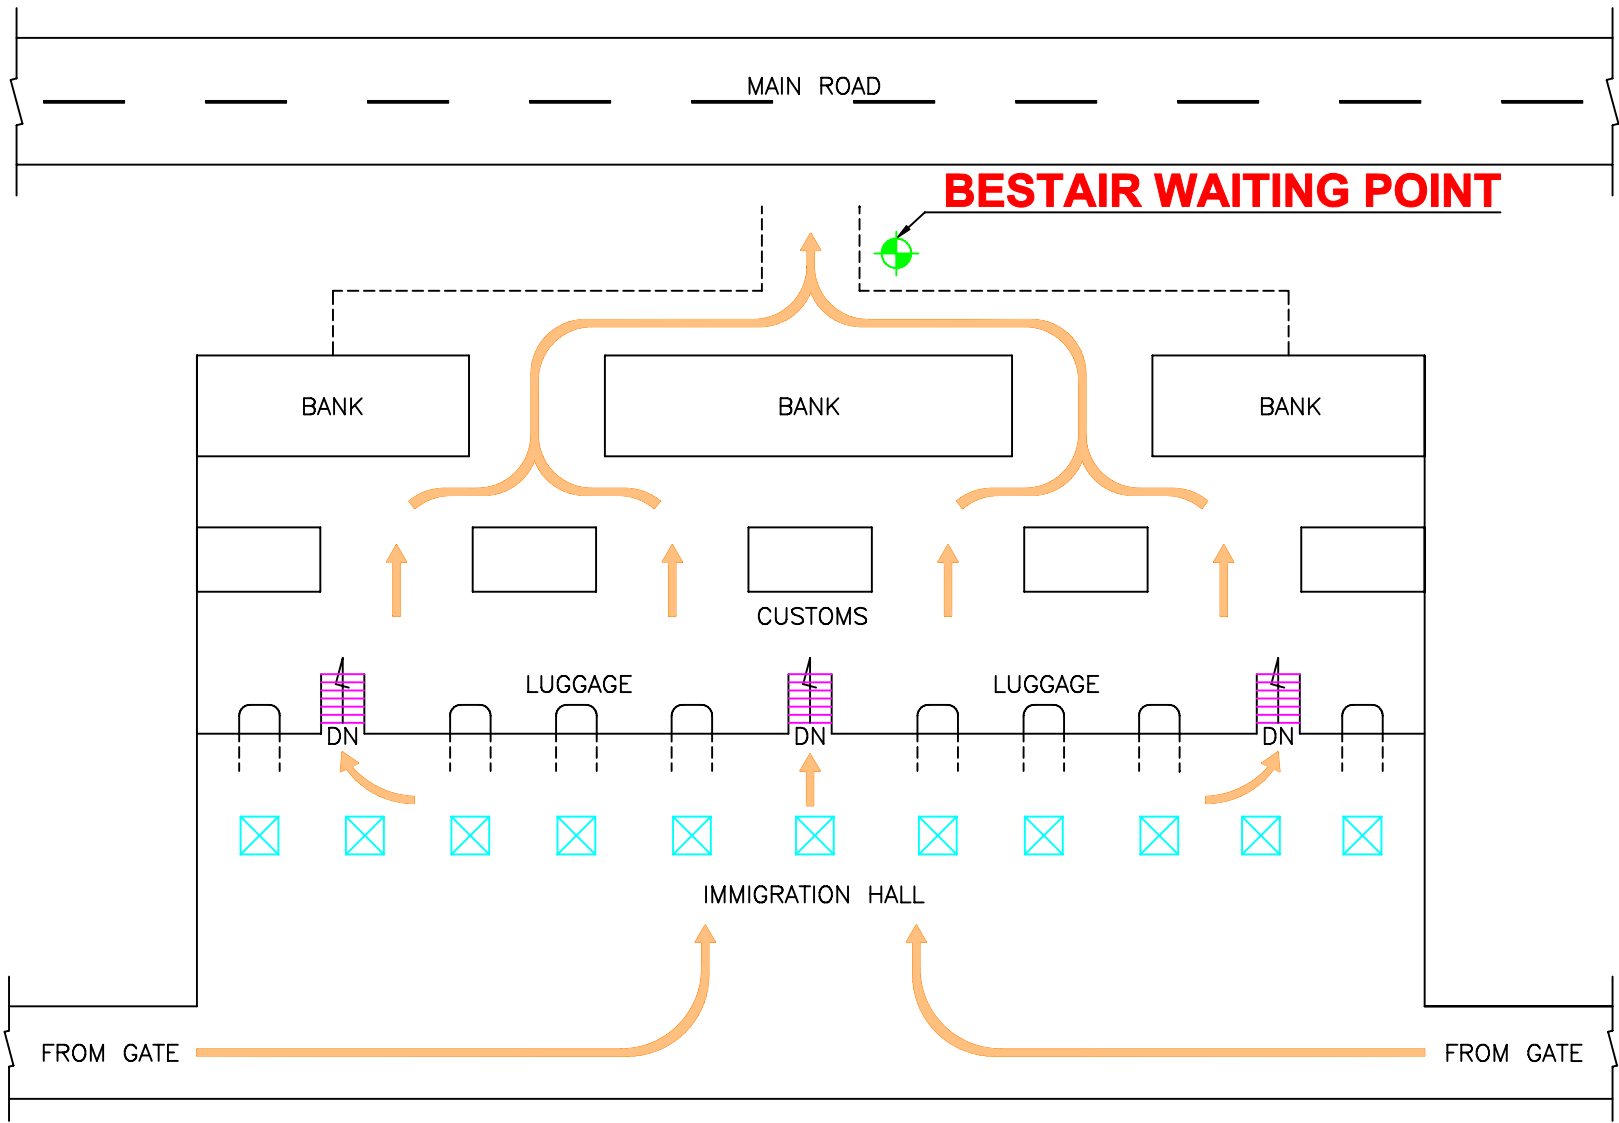 MAIN ROAD
BESTAIR WAITING POINT
BANK
BANK
BANK
CUSTOMS
LUGGAGE
LUGGAGE
DN
DN
DN
IMMIGRATION HALL
FROM GATE
FROM GATE